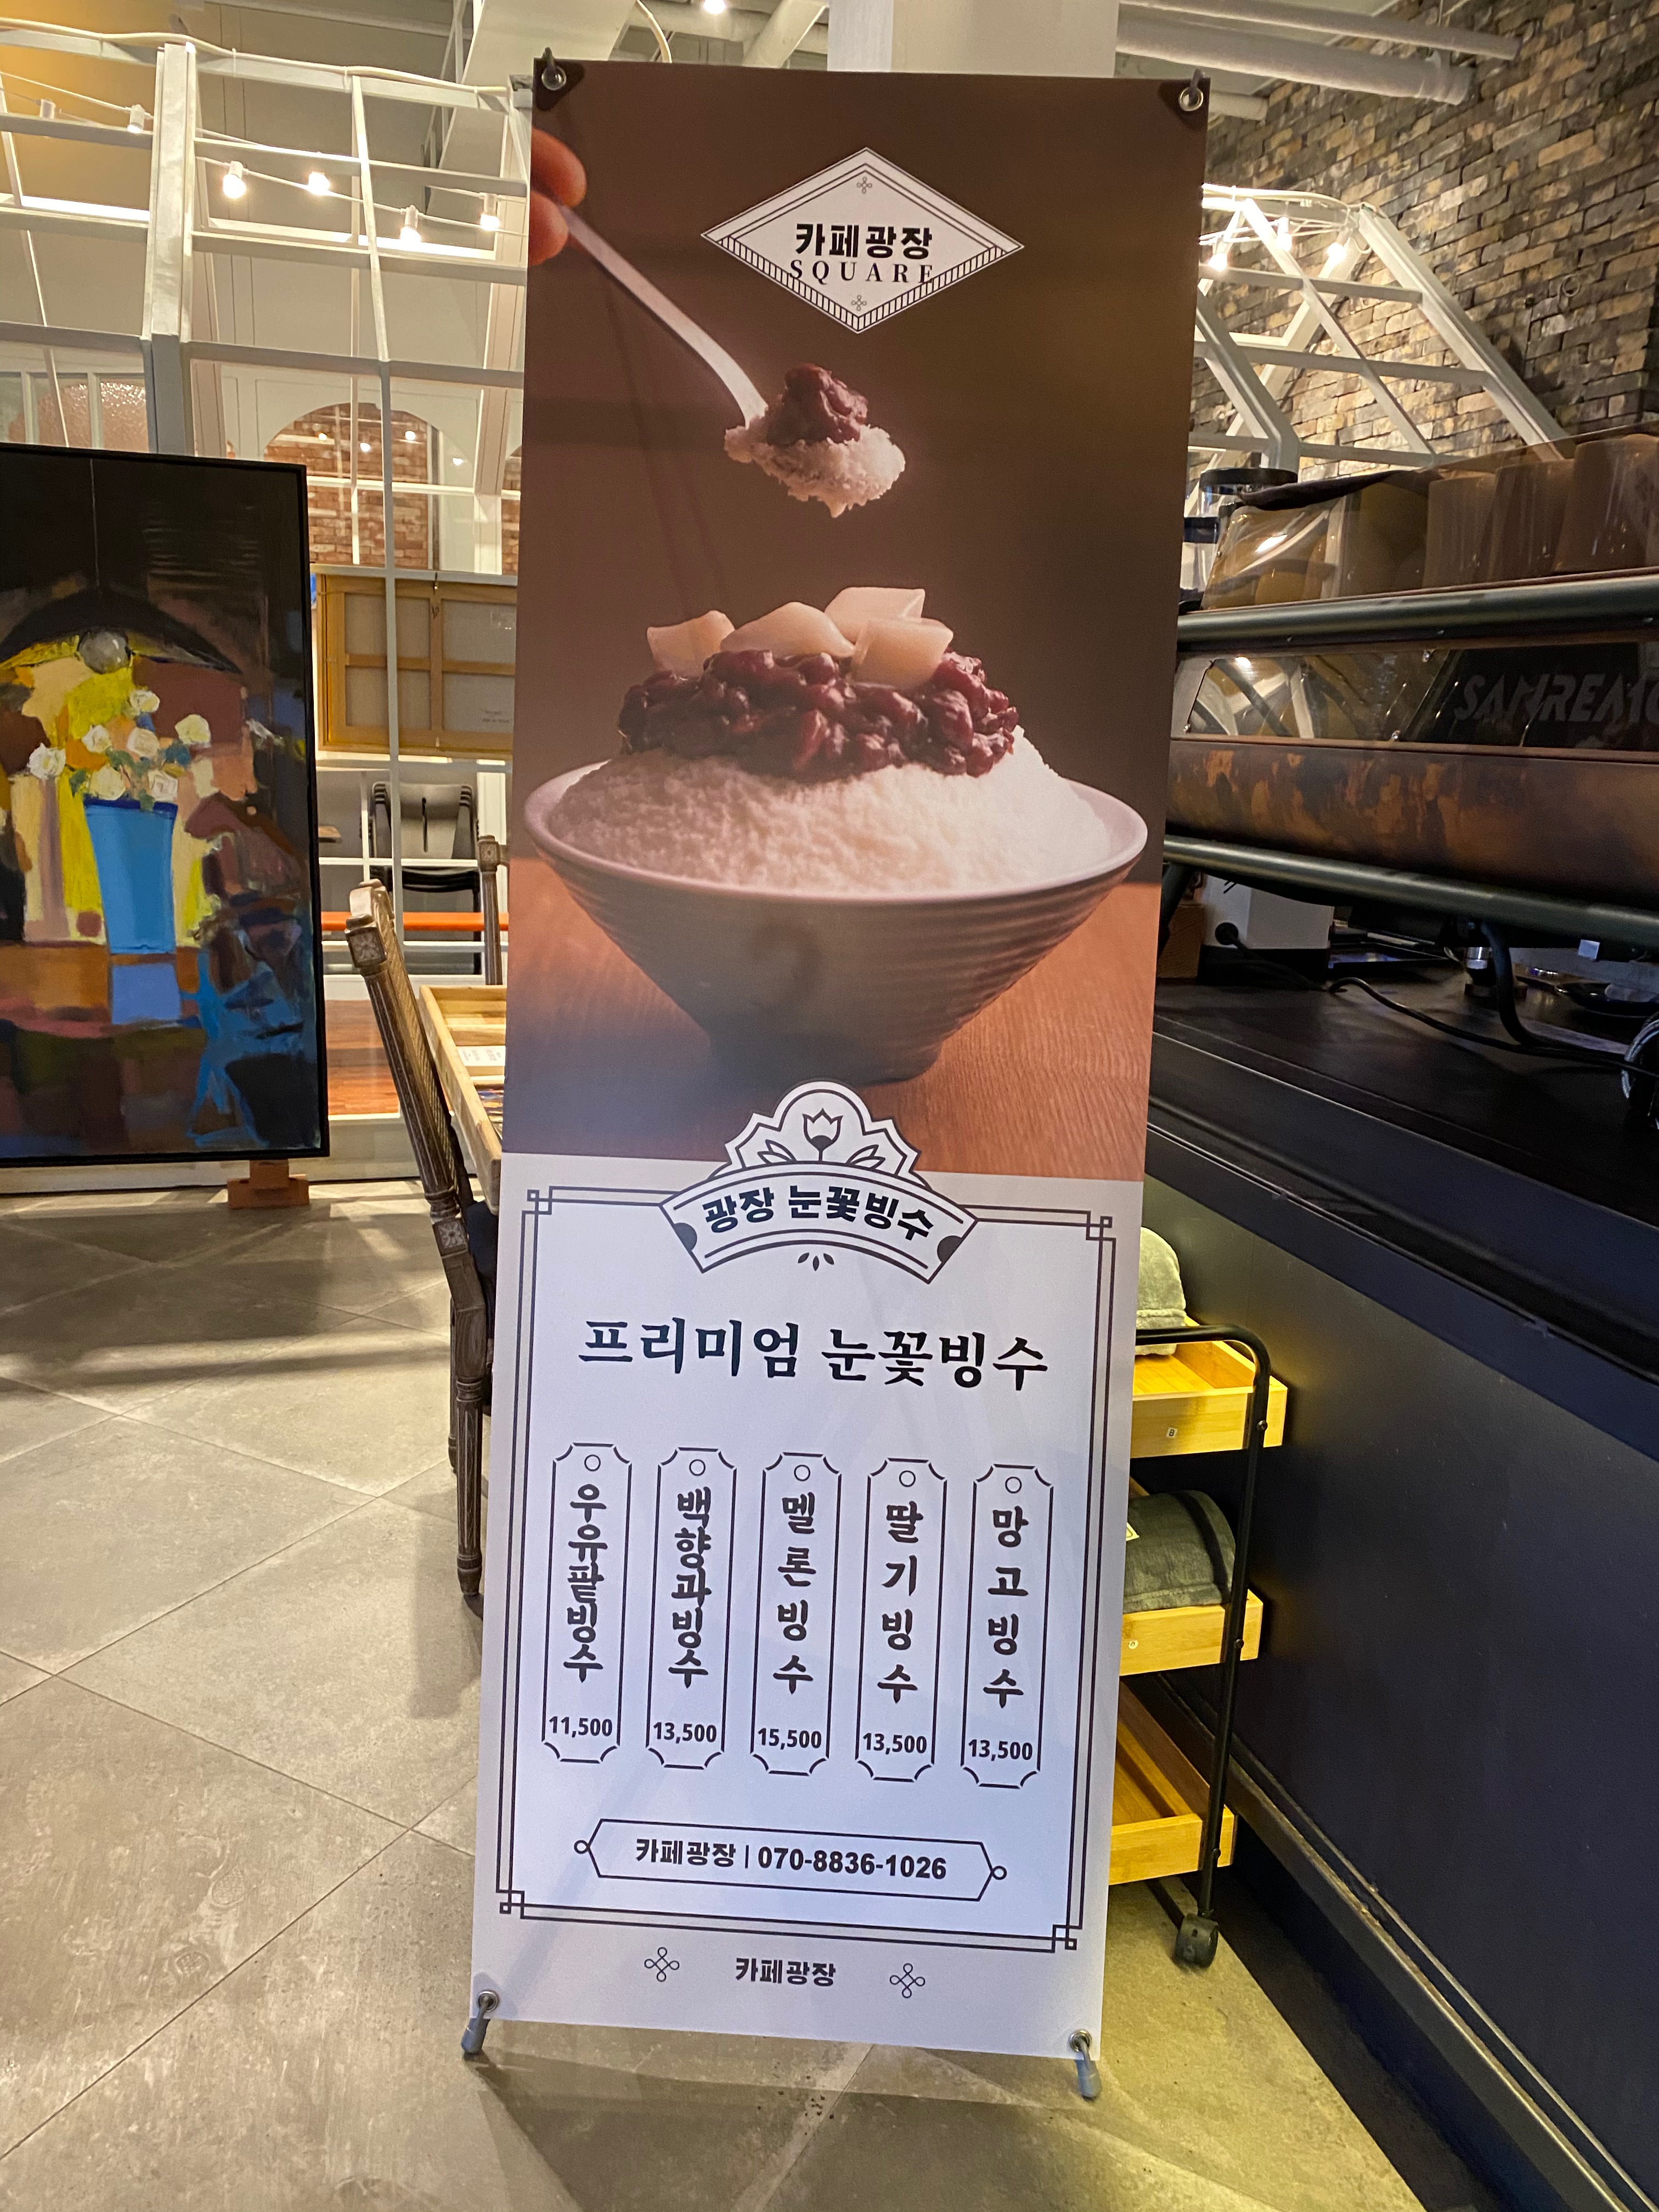 카페광장
SQUARE
SANREMO
광장 눈꽃빙수
프리미엄 눈꽃빙수
우유팥빙수
11,500
백향과빙수
13,500
멜론빙수
15,500
딸기빙수
13,500
망고빙수
13,500
카페광장 | 070-8836-1026
카페광장